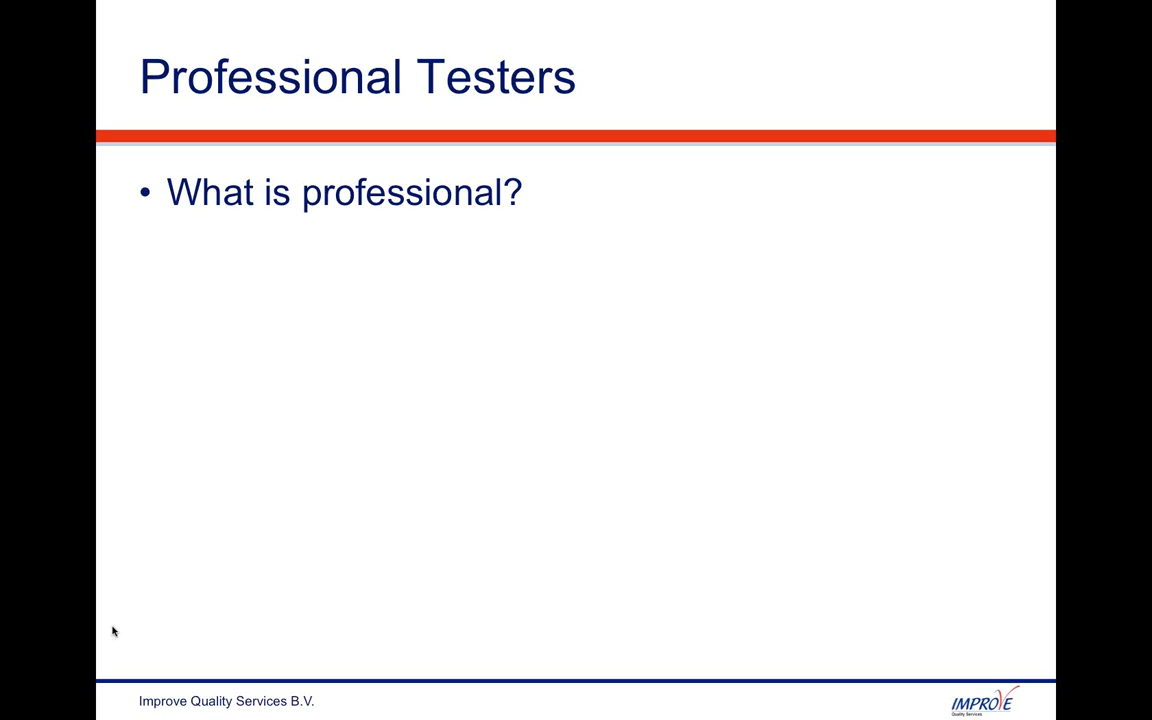 Professional Testers
• What is professional?
Improve Quality Services B.V.
IMPROVE
Quality Services